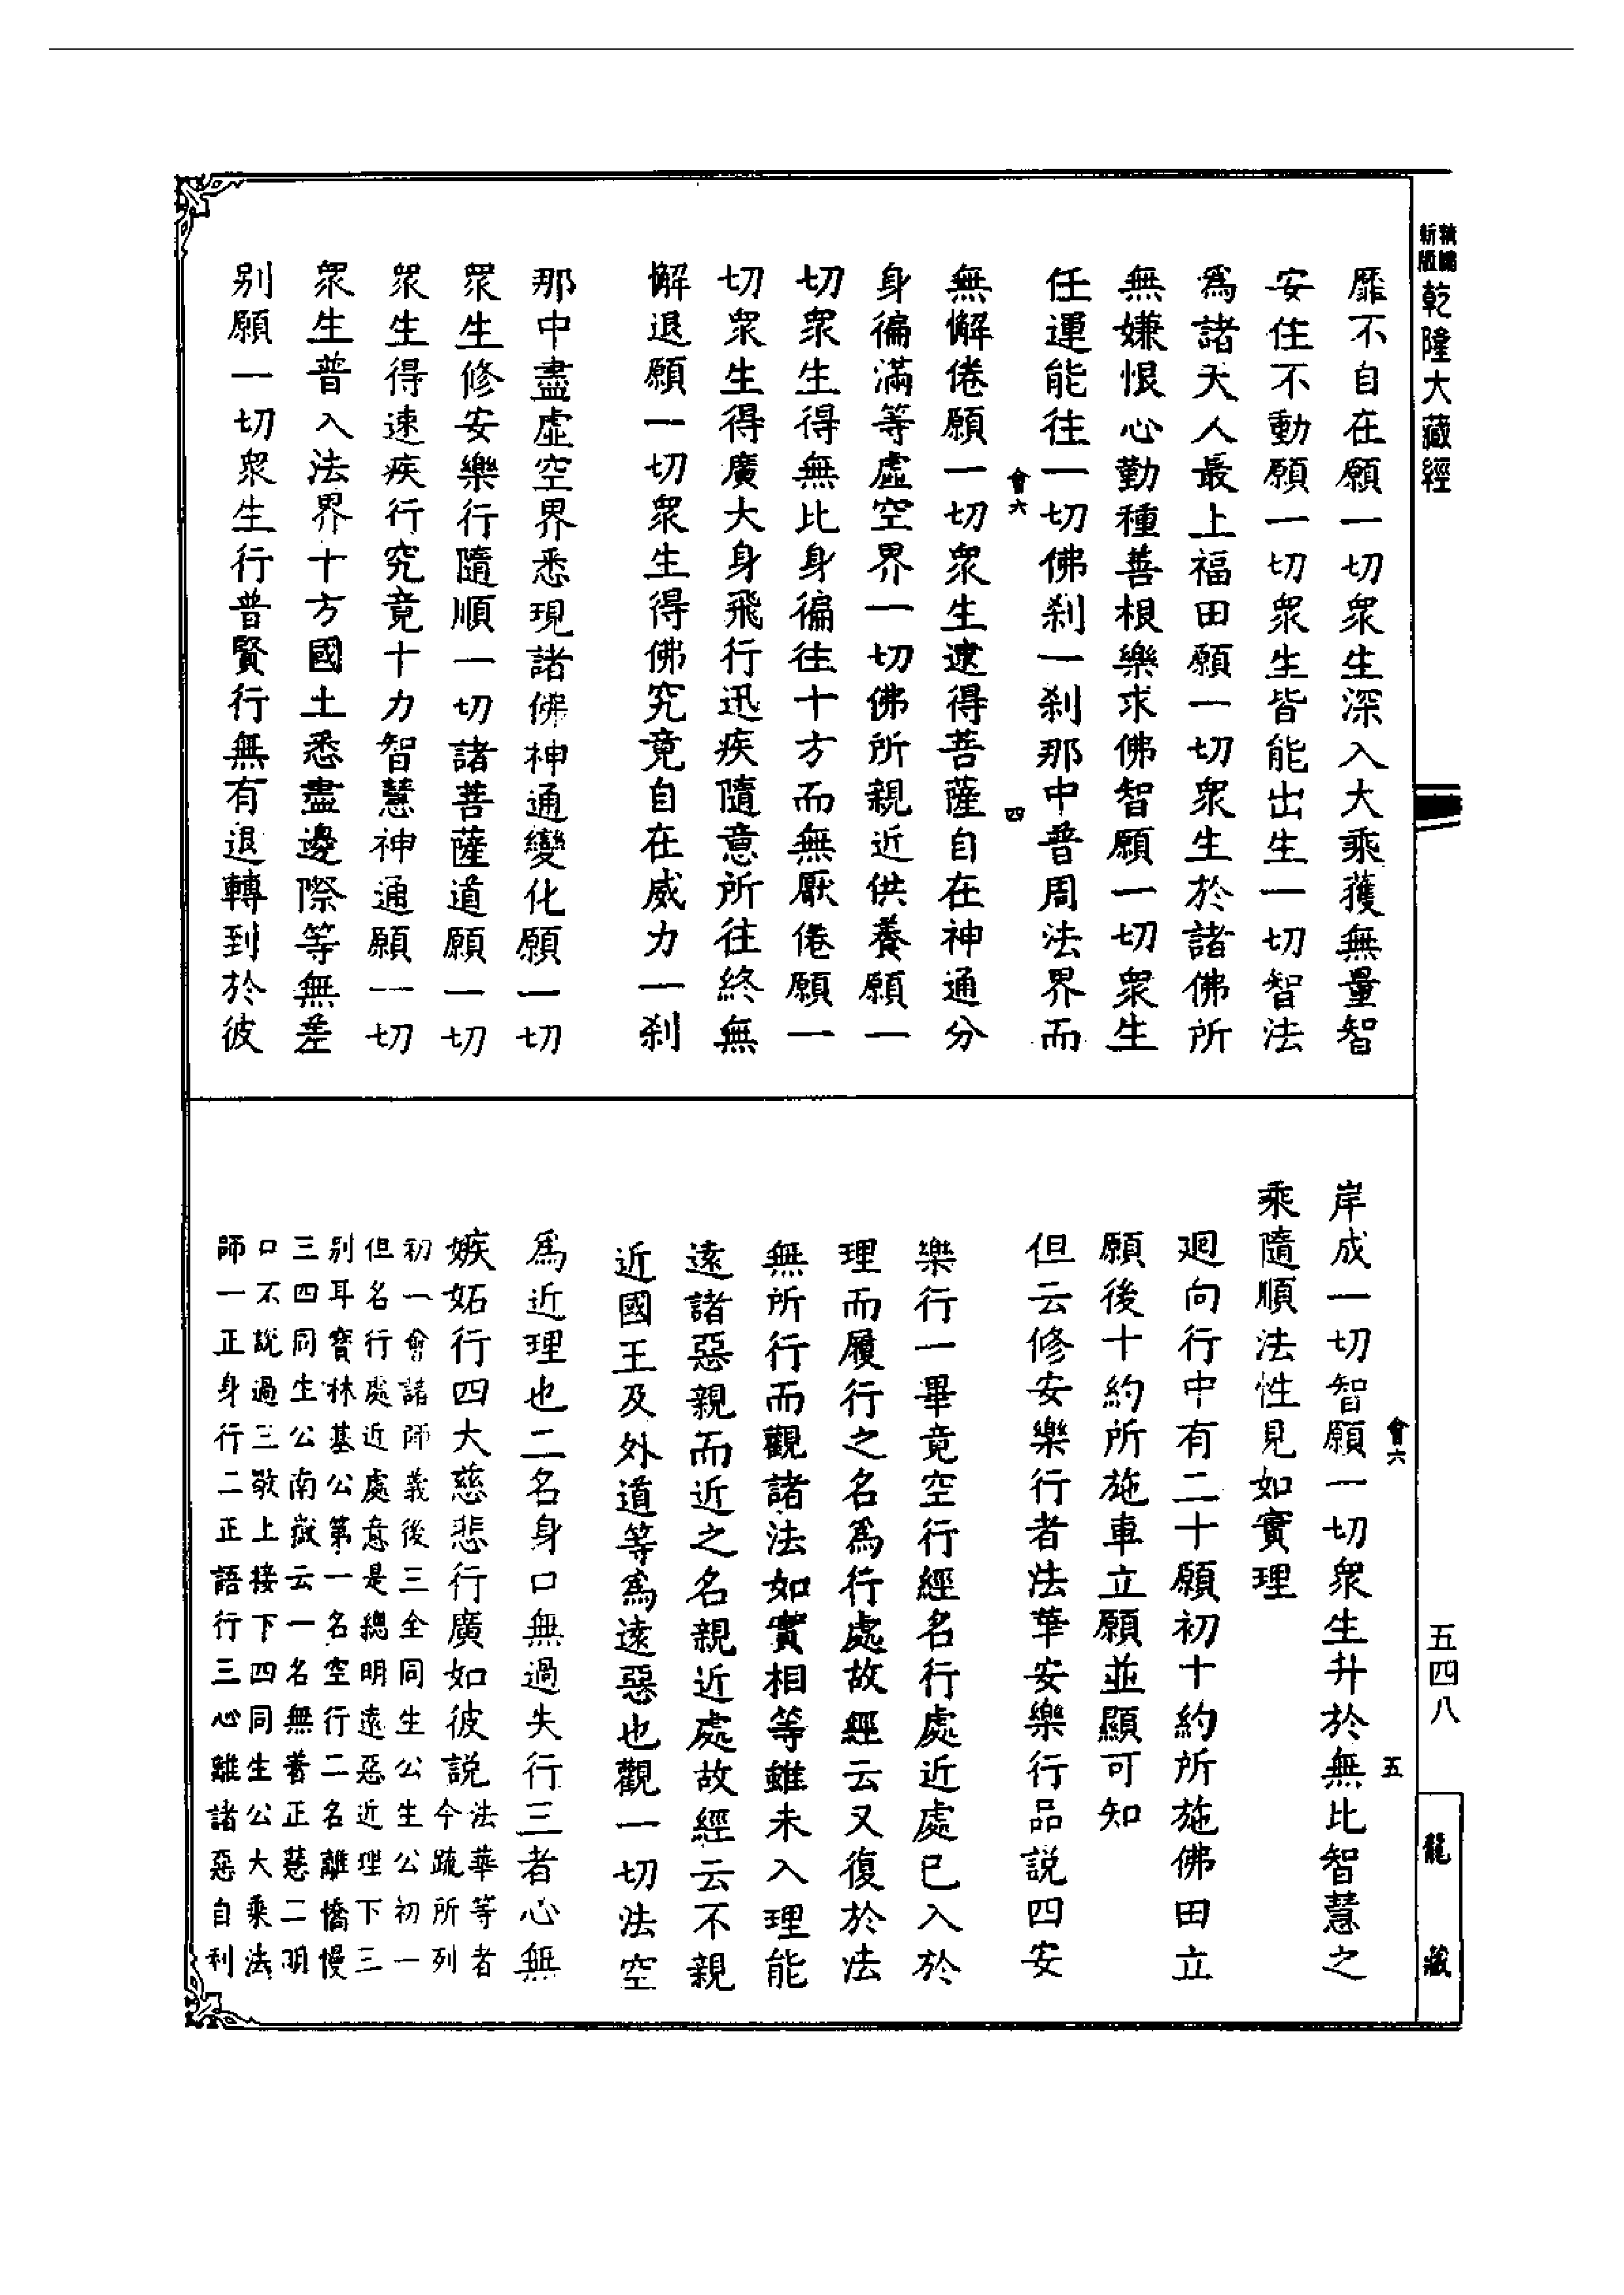 新編
新版
乾隆大藏經
靡不自在願一切衆生深入大乘獲無量智
安住不動願一切衆生皆能出生一切智法
爲諸天人最上福田願一切衆生於諸佛所
無嫌恨心勤種善根樂求佛智願一切衆生
任運能往一切佛刹一刹那中普周法界而
會六 四
無懈倦願一切衆生逮得菩薩自在神通分
身徧滿等虛空界一切佛所親近供養願一
切衆生得無比身徧往十方而無厭倦願一
切衆生得廣大身飛行迅疾隨意所往終無
懈退願一切衆生得佛究竟自在威力一刹
那中盡虛空界悉現諸佛神通變化願一切
衆生修安樂行隨順一切諸菩薩道願一切
衆生得速疾行究竟十力智慧神通願一切
衆生普入法界十方國土悉盡邊際等無差
別願一切衆生行普賢行無有退轉到於彼
會六 五
岸成一切智願一切衆生升於無比智慧之
乘隨順法性見如實理
迴向行中有二十願初十約所施佛田立
願後十約所施車立願並顯可知
但云修安樂行者法華安樂行品説四安
樂行一畢竟空行經名行處近處已入於
理而履行之名爲行處故經云又復於法
無所行而觀諸法如實相等雖未入理能
遠諸惡親而近之名親近處故經云不親
近國王及外道等爲遠惡也觀一切法空
爲近理也二名身口無過失行三者心無
嫉妬行四大慈悲行廣如彼説法華等者
今疏所列
初一會諸師義後三全同生公生公初一
但名行處近處意是總明遠惡近理下三
別耳寶林基公第一名空行二名離憍慢
三四同生公南嶽云一名無著正慧二明
口不説過三敬上接下四同生公大乘法
師一正身行二正語行三心離諸惡自利
五四八
龍藏